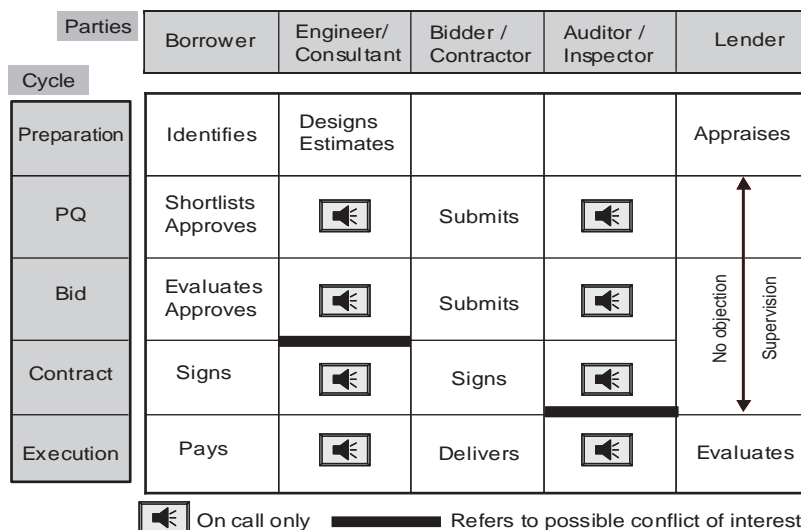 Parties
Borrower
Engineer/
Consultant
Bidder /
Contractor
Auditor /
Inspector
Lender
Cycle
Preparation
Identifies
Designs
Estimates
Appraises
PQ
Shortlists
Approves
Submits
Bid
Evaluates
Approves
Submits
No objection
Supervision
Contract
Signs
Signs
Execution
Pays
Delivers
Evaluates
On call only
Refers to possible conflict of interest